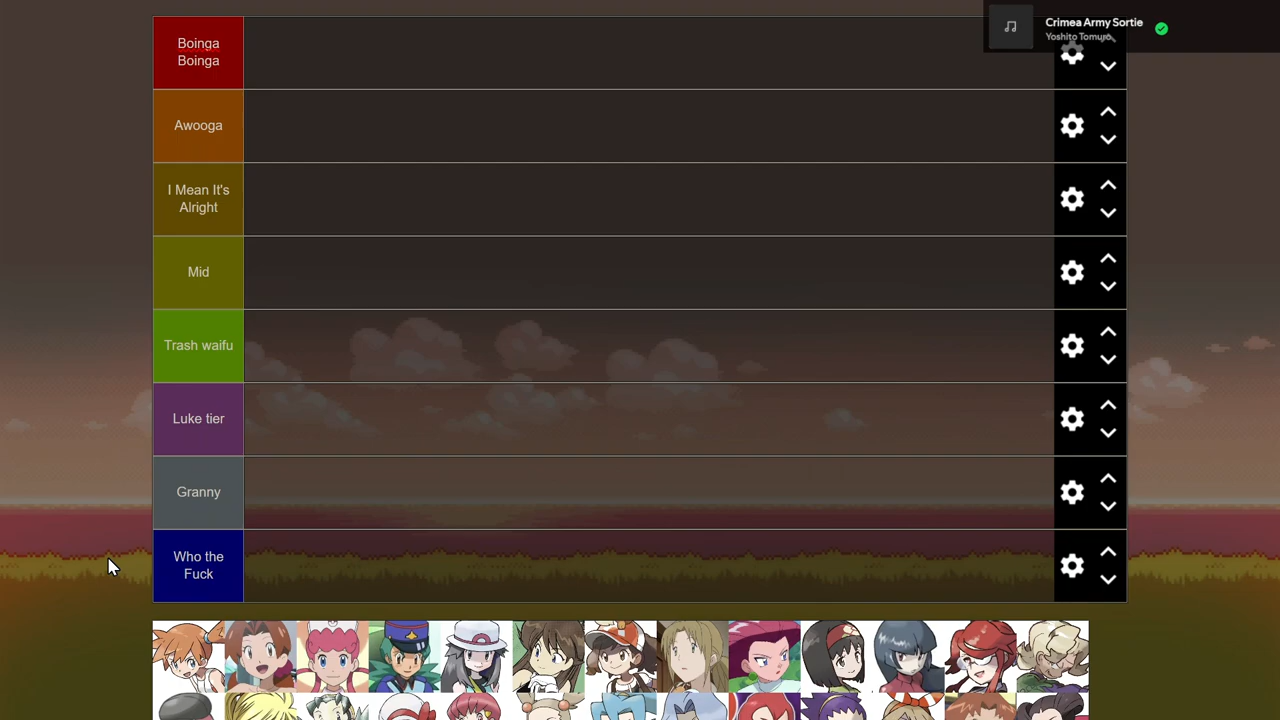 Boinga
Boinga
Crimea Army Sortie
Yoshito Tomuro
Awooga
I Mean It's
Alright
Mid
Trash waifu
Luke tier
Granny
Who the
Fuck